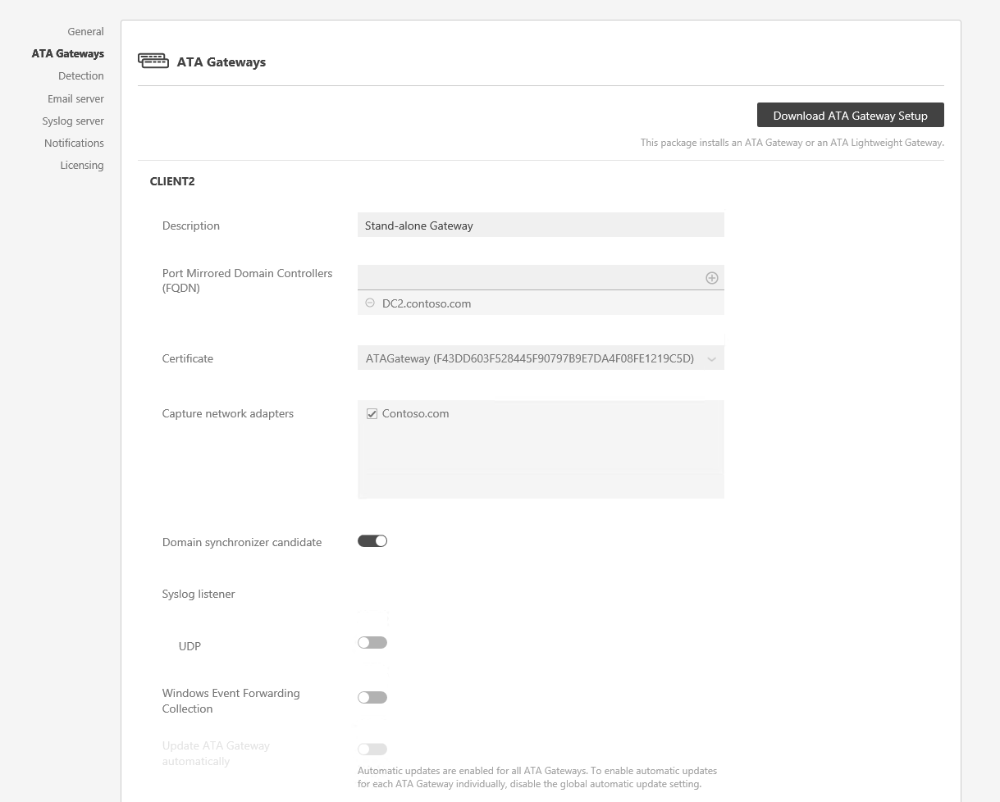 General
ATA Gateways
Detection
Email server
Syslog server
Notifications
Licensing
ATA Gateways
Download ATA Gateway Setup
This package installs an ATA Gateway or an ATA Lightweight Gateway.
CLIENT2
Description
Stand-alone Gateway
Port Mirrored Domain Controllers
(FQDN)
DC2.contoso.com
Certificate
ATAGateway (F43DD603F528445F90797B9E7DA4F08FE1219C5D)
Capture network adapters
Contoso.com
Domain synchronizer candidate
Syslog listener
UDP
Windows Event Forwarding
Collection
Update ATA Gateway
automatically
Automatic updates are enabled for all ATA Gateways. To enable automatic updates
for each ATA Gateway individually, disable the global automatic update setting.